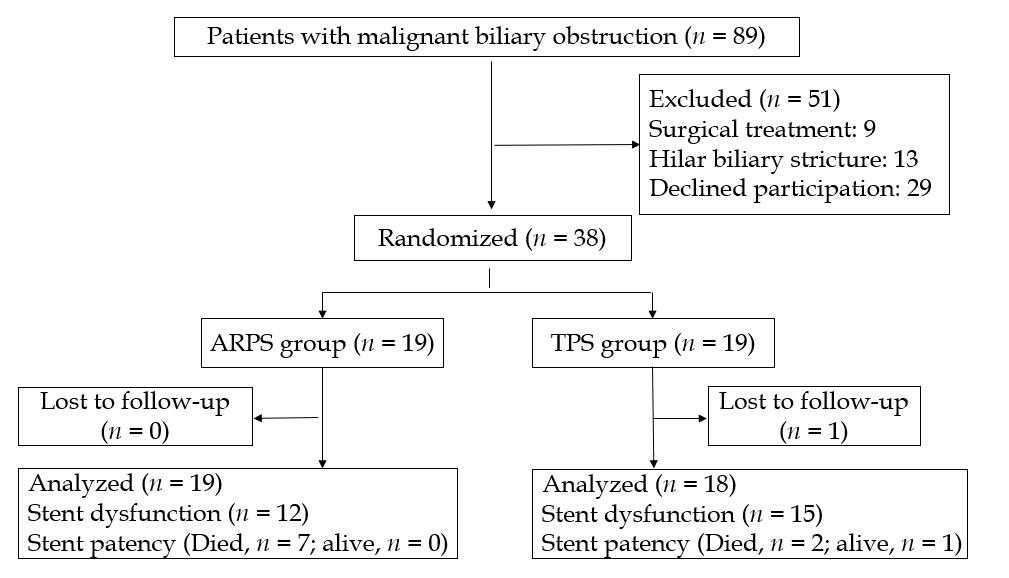 Patients with malignant biliary obstruction (n = 89)
Excluded (n = 51)
Surgical treatment: 9
Hilar biliary stricture: 13
Declined participation: 29
Randomized (n = 38)
ARPS group (n = 19)
TPS group (n = 19)
Lost to follow-up
(n = 0)
Lost to follow-up
(n = 1)
Analyzed (n = 19)
Stent dysfunction (n = 12)
Stent patency (Died, n = 7; alive, n = 0)
Analyzed (n = 18)
Stent dysfunction (n = 15)
Stent patency (Died, n = 2; alive, n = 1)